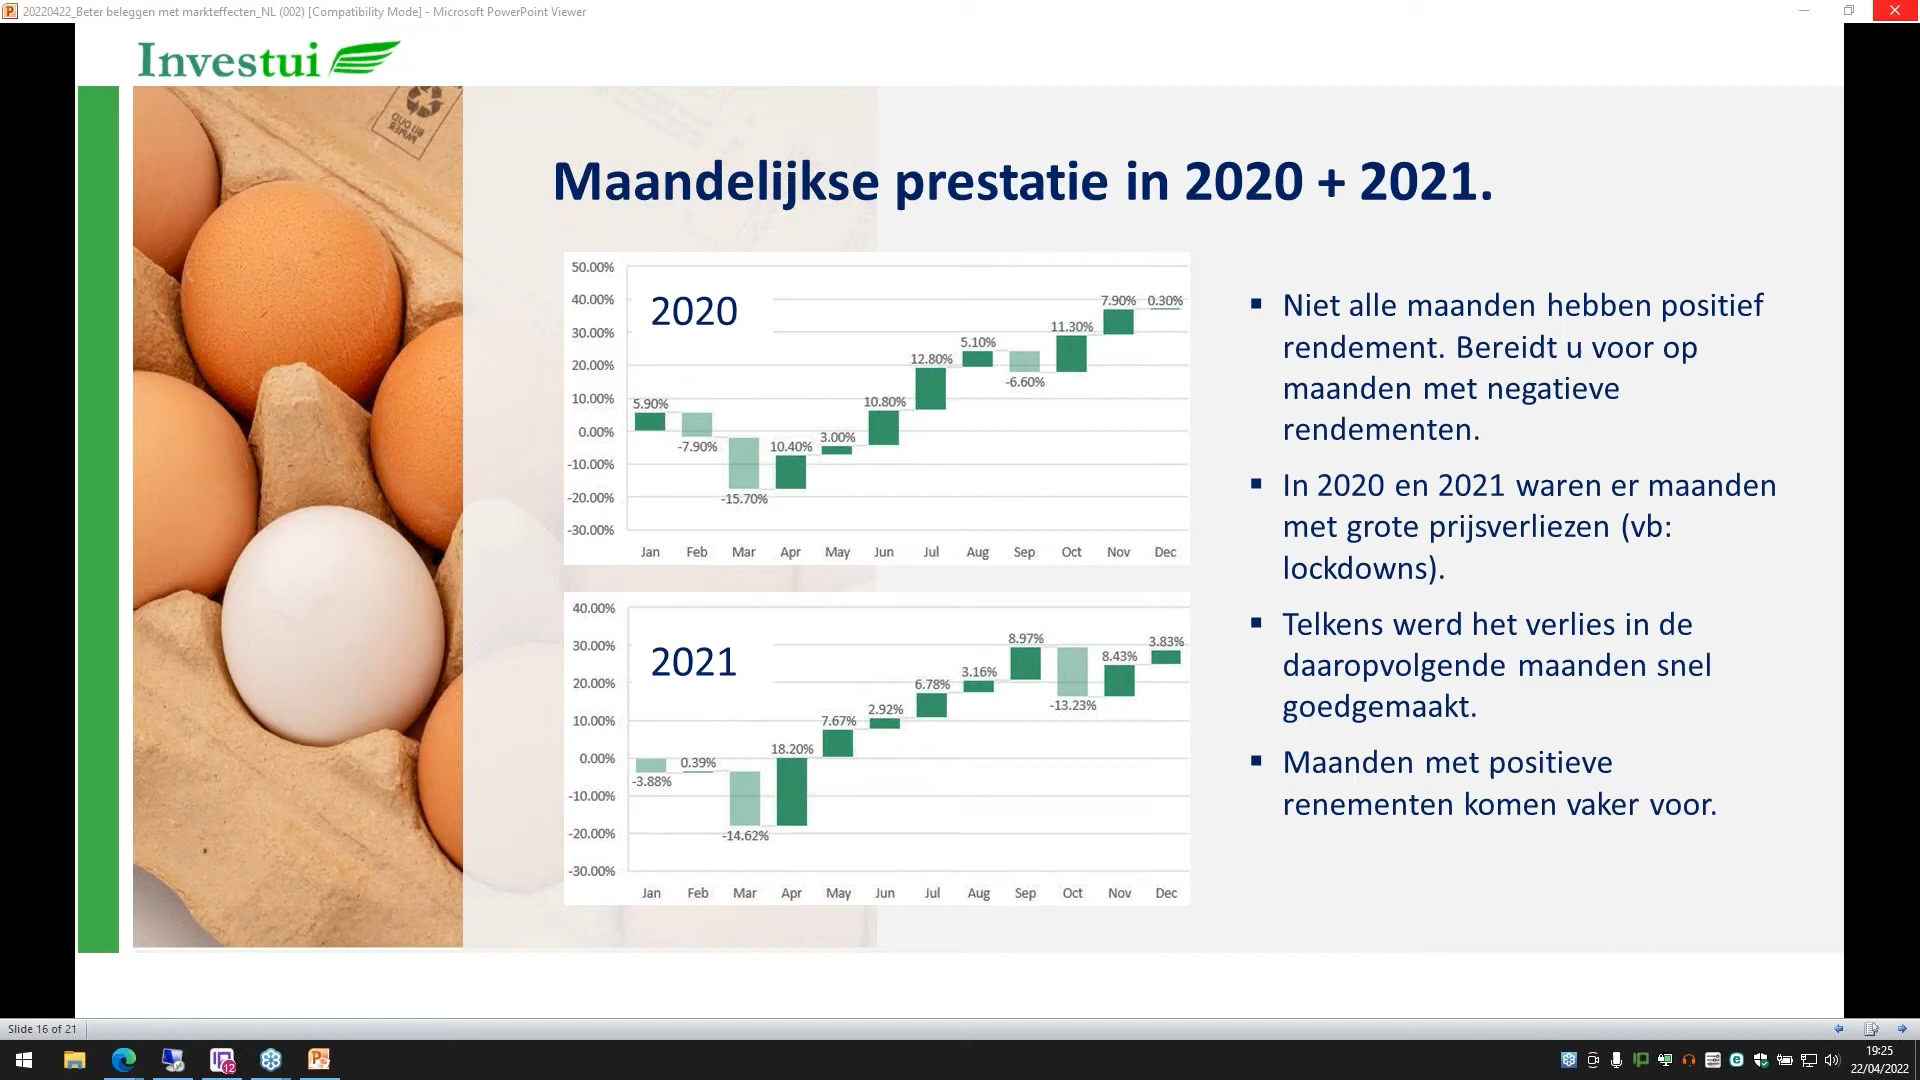 20220422_Beter beleggen met markteffecten_NL (002) [Compatibility Mode] - Microsoft PowerPoint Viewer
Investui
Maandelijkse prestatie in 2020 + 2021.
2020
50.00%
40.00%
30.00%
20.00%
10.00%
0.00%
-10.00%
-20.00%
-30.00%
5.90%
-7.90%
-15.70%
10.40%
3.00%
10.80%
12.80%
5.10%
-6.60%
11.30%
7.90%
0.30%
Jan Feb Mar Apr May Jun Jul Aug Sep Oct Nov Dec
2021
40.00%
30.00%
20.00%
10.00%
0.00%
-10.00%
-20.00%
-30.00%
-3.88%
0.39%
-14.62%
18.20%
7.67%
2.92%
6.78%
3.16%
8.97%
-13.23%
8.43%
3.83%
Jan Feb Mar Apr May Jun Jul Aug Sep Oct Nov Dec
▪ Niet alle maanden hebben positief
rendement. Bereidt u voor op
maanden met negatieve
rendementen.
▪ In 2020 en 2021 waren er maanden
met grote prijsverliezen (vb:
lockdowns).
▪ Telkens werd het verlies in de
daaropvolgende maanden snel
goedgemaakt.
▪ Maanden met positieve
renementen komen vaker voor.
Slide 16 of 21
12
19:25
22/04/2022